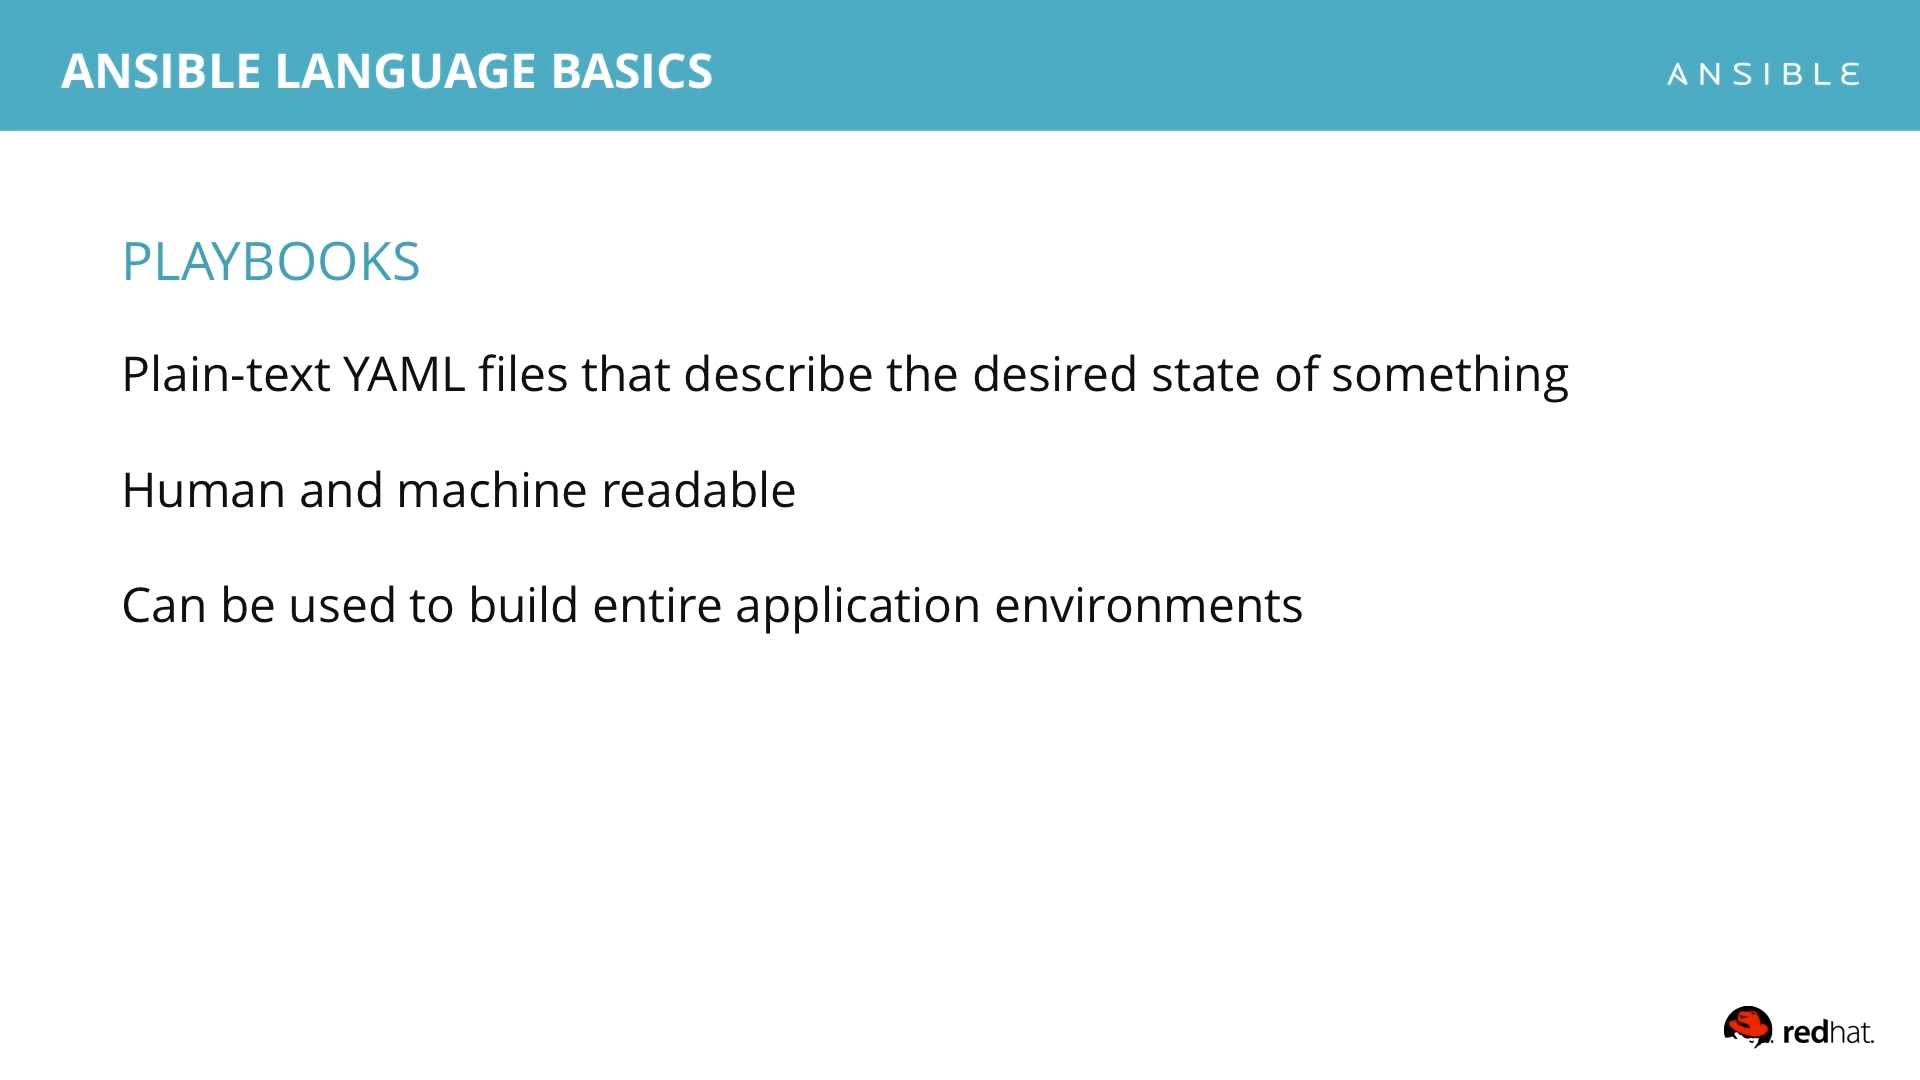 ANSIBLE LANGUAGE BASICS
ANSIBLE
PLAYBOOKS
Plain-text YAML files that describe the desired state of something
Human and machine readable
Can be used to build entire application environments
redhat.